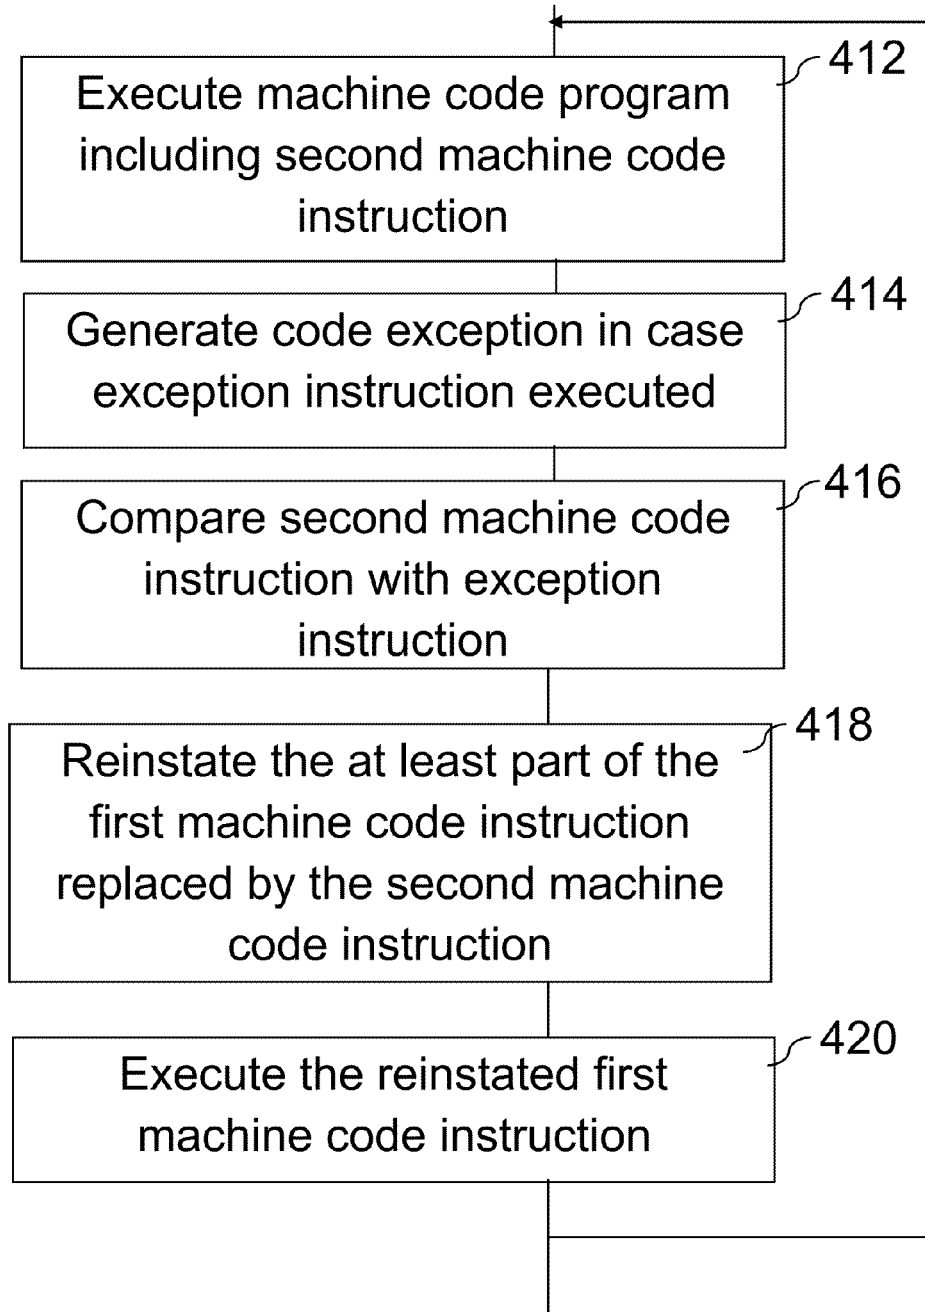 412
Execute machine code program
including second machine code
instruction
414
Generate code exception in case
exception instruction executed
416
Compare second machine code
instruction with exception
instruction
418
Reinstate the at least part of the
first machine code instruction
replaced by the second machine
code instruction
420
Execute the reinstated first
machine code instruction